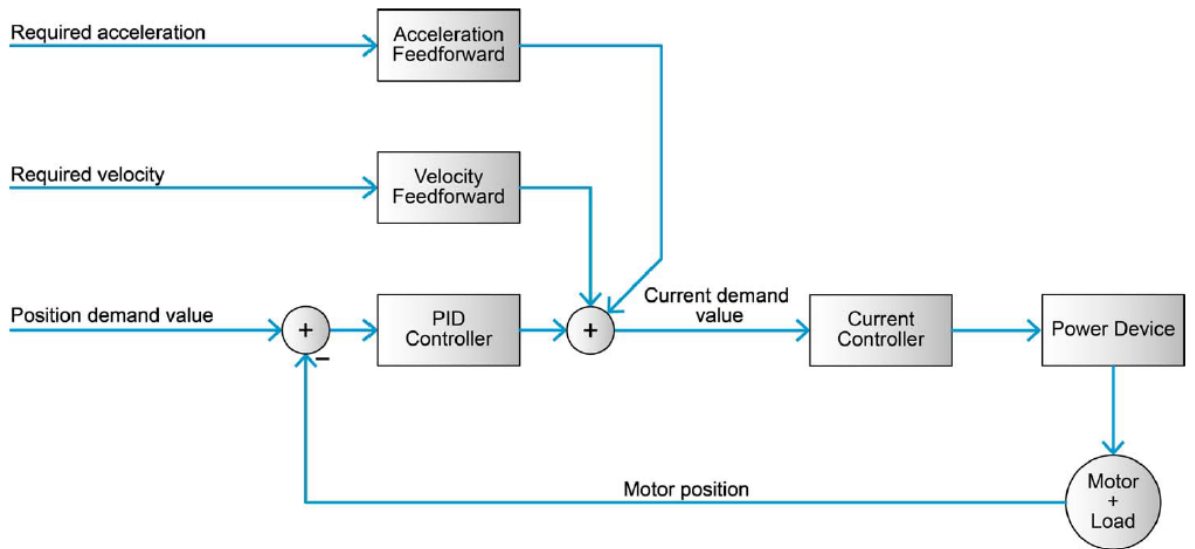 Required acceleration
Acceleration
Feedforward
Required velocity
Velocity
Feedforward
Position demand value
+
–
PID
Controller
+
Current demand
value
Current
Controller
Power Device
Motor position
Motor
+
Load